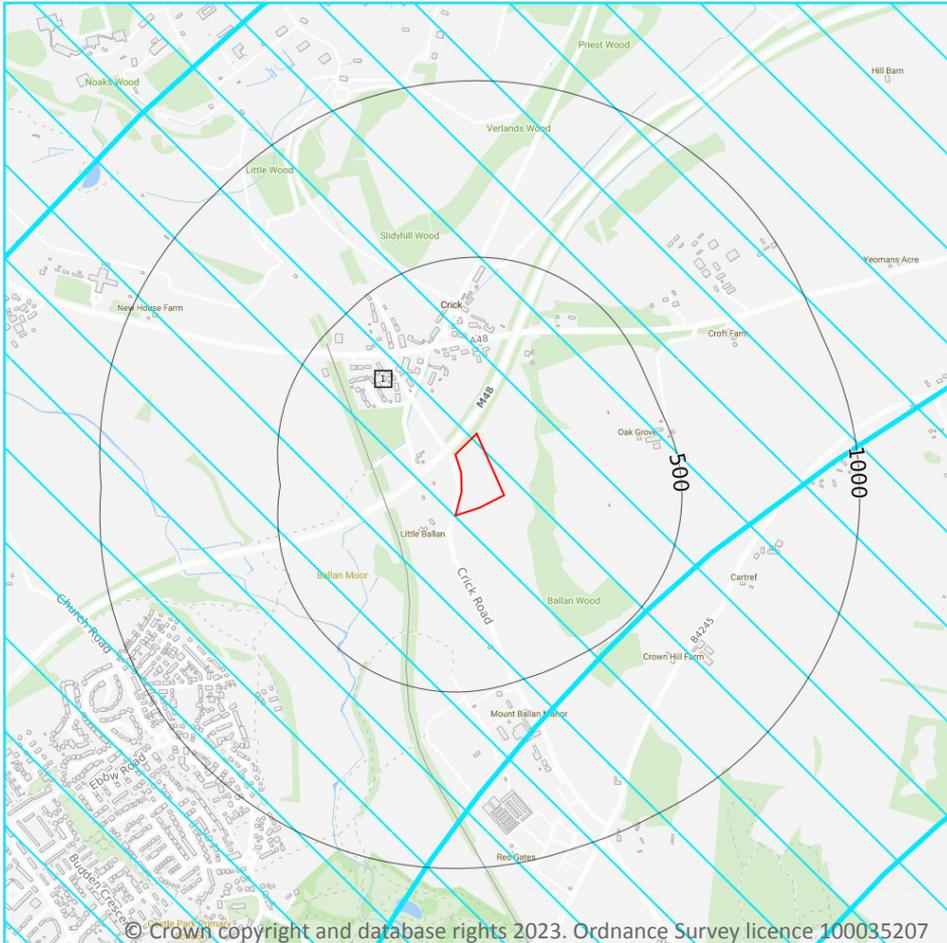 Priest Wood
Hill Barn
Noaks Wood
Verlands Wood
Little Wood
Slidyhill Wood
Yeomans Acre
New House Farm
Crick
Croft Farm
A48
1
M48
Oak Grove
500
1000
Little Ballan
Ballan Moor
Crick Road
Cartref
Church Road
Ballan Wood
B4245
Crown Hill Farm
Mount Ballan Manor
Ebbw Road
Red Gates
Budden Crescent
Castle Park Primary
© Crown copyright and database rights 2023. Ordnance Survey licence 100035207